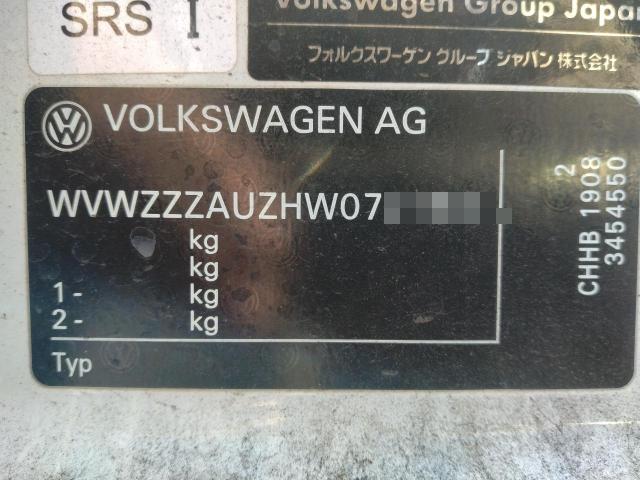 SRS I
Volkswagen Group Japan
フォルクスワーゲン グループ ジャパン 株式会社
VOLKSWAGEN AG
WVWZZZAUZHW07
kg
kg
1- kg
2- kg
Typ
2
CHHB 1908
3454550